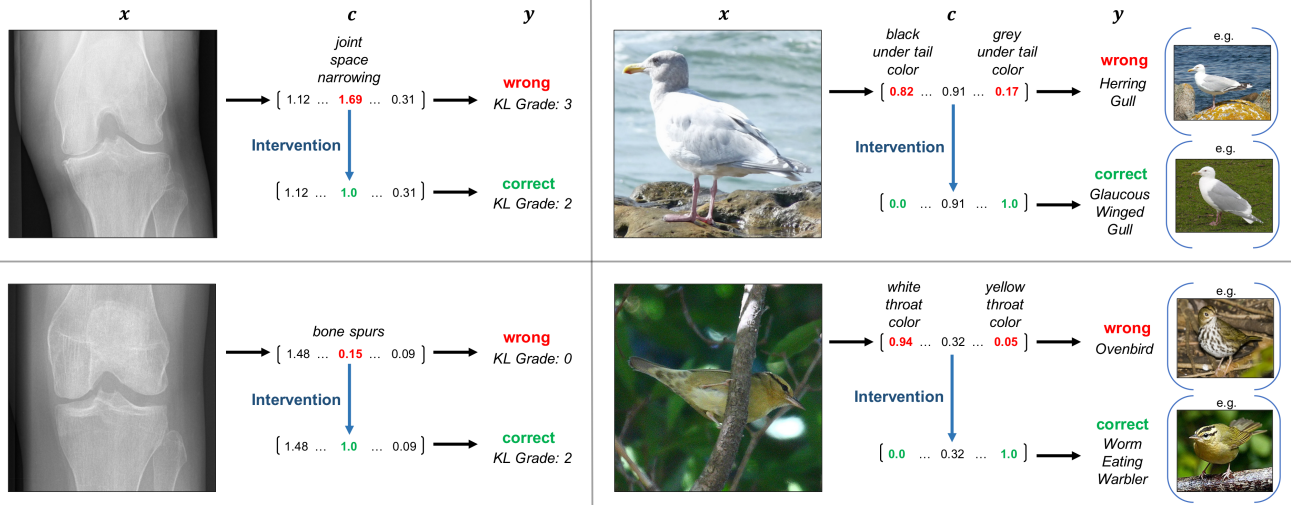 x
c
y
joint
space
narrowing
[ 1.12 … 1.69 … 0.31 ]
wrong
KL Grade: 3
Intervention
[ 1.12 … 1.0 … 0.31 ]
correct
KL Grade: 2
x
c
y
black
under tail
color
grey
under tail
color
[ 0.82 … 0.91 … 0.17 ]
wrong
Herring
Gull
e.g.
Intervention
[ 0.0 … 0.91 … 1.0 ]
correct
Glaucous
Winged
Gull
e.g.
bone spurs
[ 1.48 … 0.15 … 0.09 ]
wrong
KL Grade: 0
Intervention
[ 1.48 … 1.0 … 0.09 ]
correct
KL Grade: 2
white
throat
color
yellow
throat
color
[ 0.94 … 0.32 … 0.05 ]
wrong
Ovenbird
e.g.
Intervention
[ 0.0 … 0.32 … 1.0 ]
correct
Worm
Eating
Warbler
e.g.